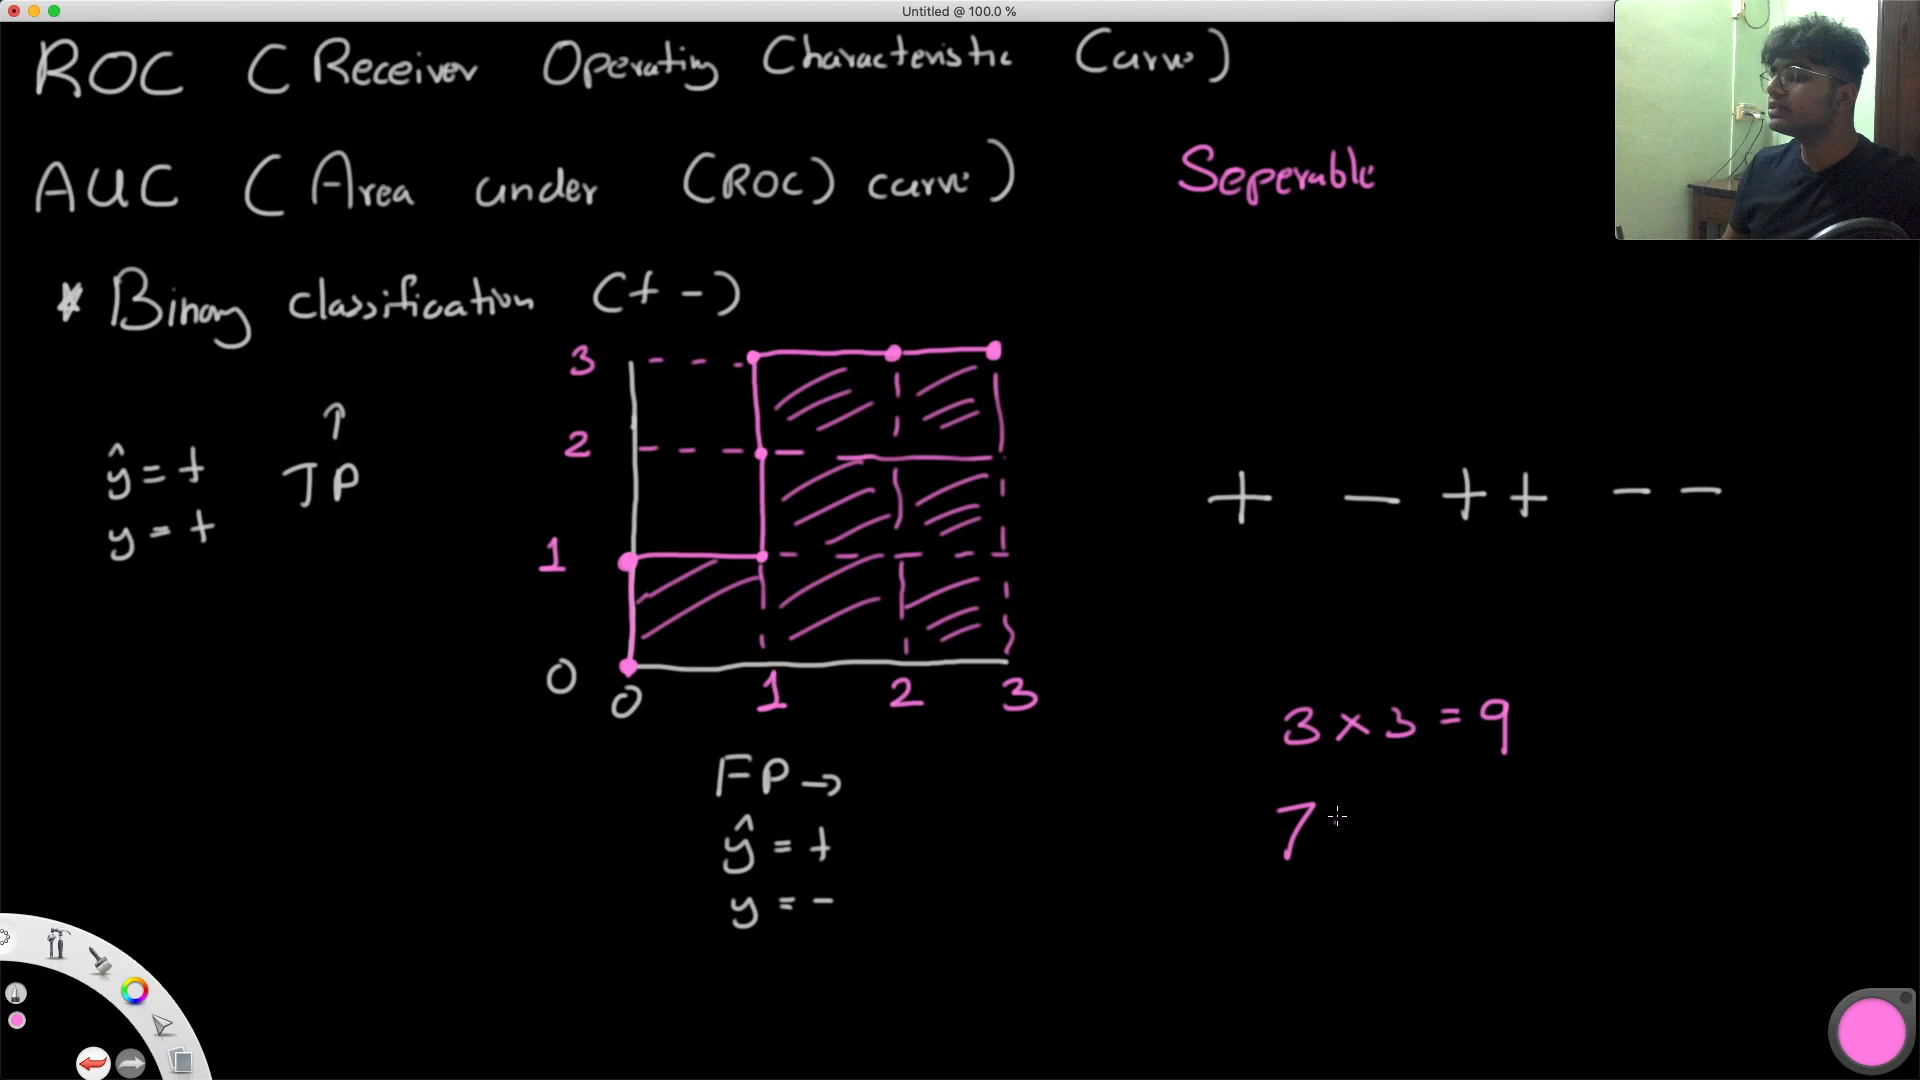 Untitled @ 100.0 %
ROC ( Receiver Operating Characteristic Curve)
AUC ( Area under (ROC) curve )
Seperable
* Binary classification (+ -)
3
2
1
0
0 1 2 3
↑
TP
ŷ = +
y = +
+ - + + - -
FP →
ŷ = +
y = -
3 × 3 = 9
7